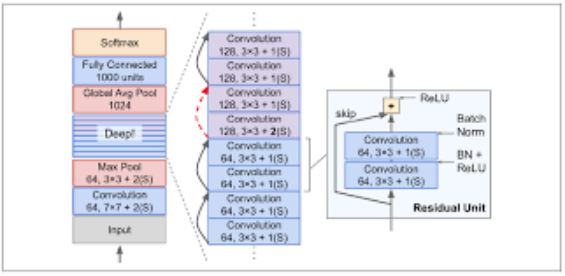 Softmax
Fully Connected
1000 units
Global Avg Pool
1024
Deep!
Max Pool
64, 3×3 + 2(S)
Convolution
64, 7×7 + 2(S)
Input
Convolution
128, 3×3 + 1(S)
Convolution
128, 3×3 + 1(S)
Convolution
128, 3×3 + 1(S)
Convolution
128, 3×3 + 2(S)
Convolution
64, 3×3 + 1(S)
Convolution
64, 3×3 + 1(S)
Convolution
64, 3×3 + 1(S)
Convolution
64, 3×3 + 1(S)
skip
+
ReLU
Batch
Norm
Convolution
64, 3×3 + 1(S)
BN +
ReLU
Convolution
64, 3×3 + 1(S)
Residual Unit